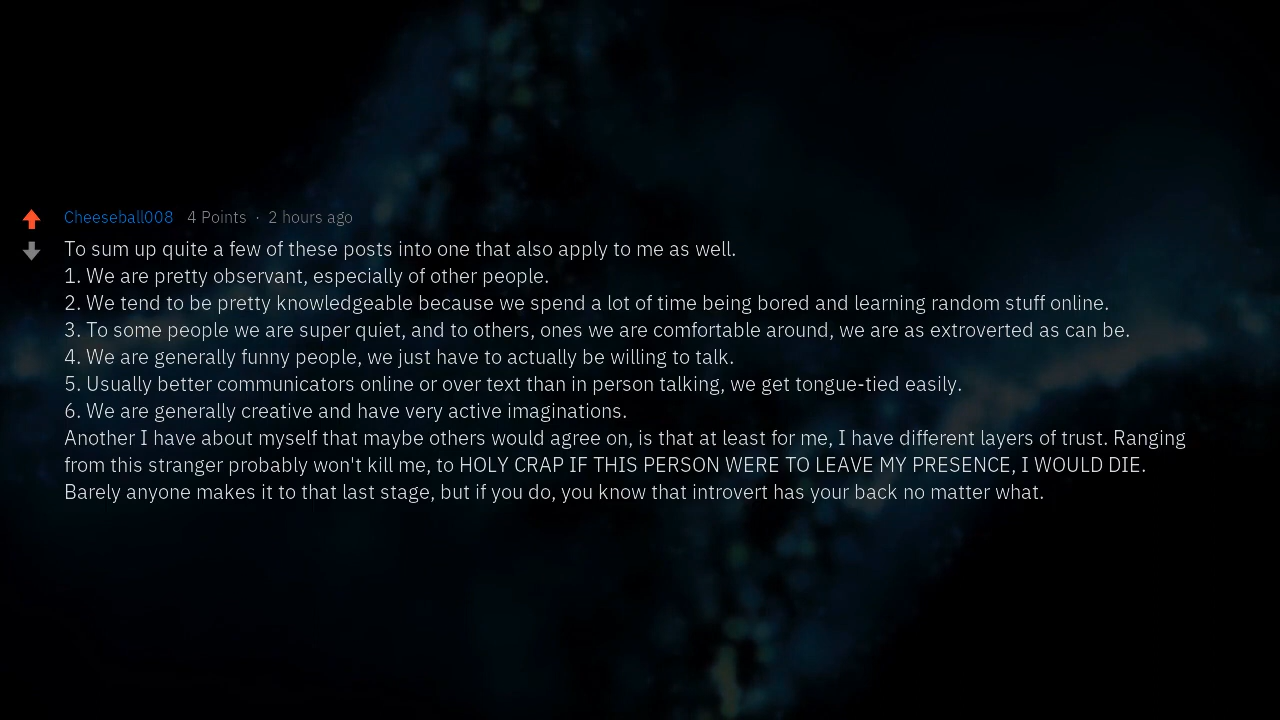 Cheeseball008 4 Points · 2 hours ago
To sum up quite a few of these posts into one that also apply to me as well.
1. We are pretty observant, especially of other people.
2. We tend to be pretty knowledgeable because we spend a lot of time being bored and learning random stuff online.
3. To some people we are super quiet, and to others, ones we are comfortable around, we are as extroverted as can be.
4. We are generally funny people, we just have to actually be willing to talk.
5. Usually better communicators online or over text than in person talking, we get tongue-tied easily.
6. We are generally creative and have very active imaginations.
Another I have about myself that maybe others would agree on, is that at least for me, I have different layers of trust. Ranging
from this stranger probably won't kill me, to HOLY CRAP IF THIS PERSON WERE TO LEAVE MY PRESENCE, I WOULD DIE.
Barely anyone makes it to that last stage, but if you do, you know that introvert has your back no matter what.